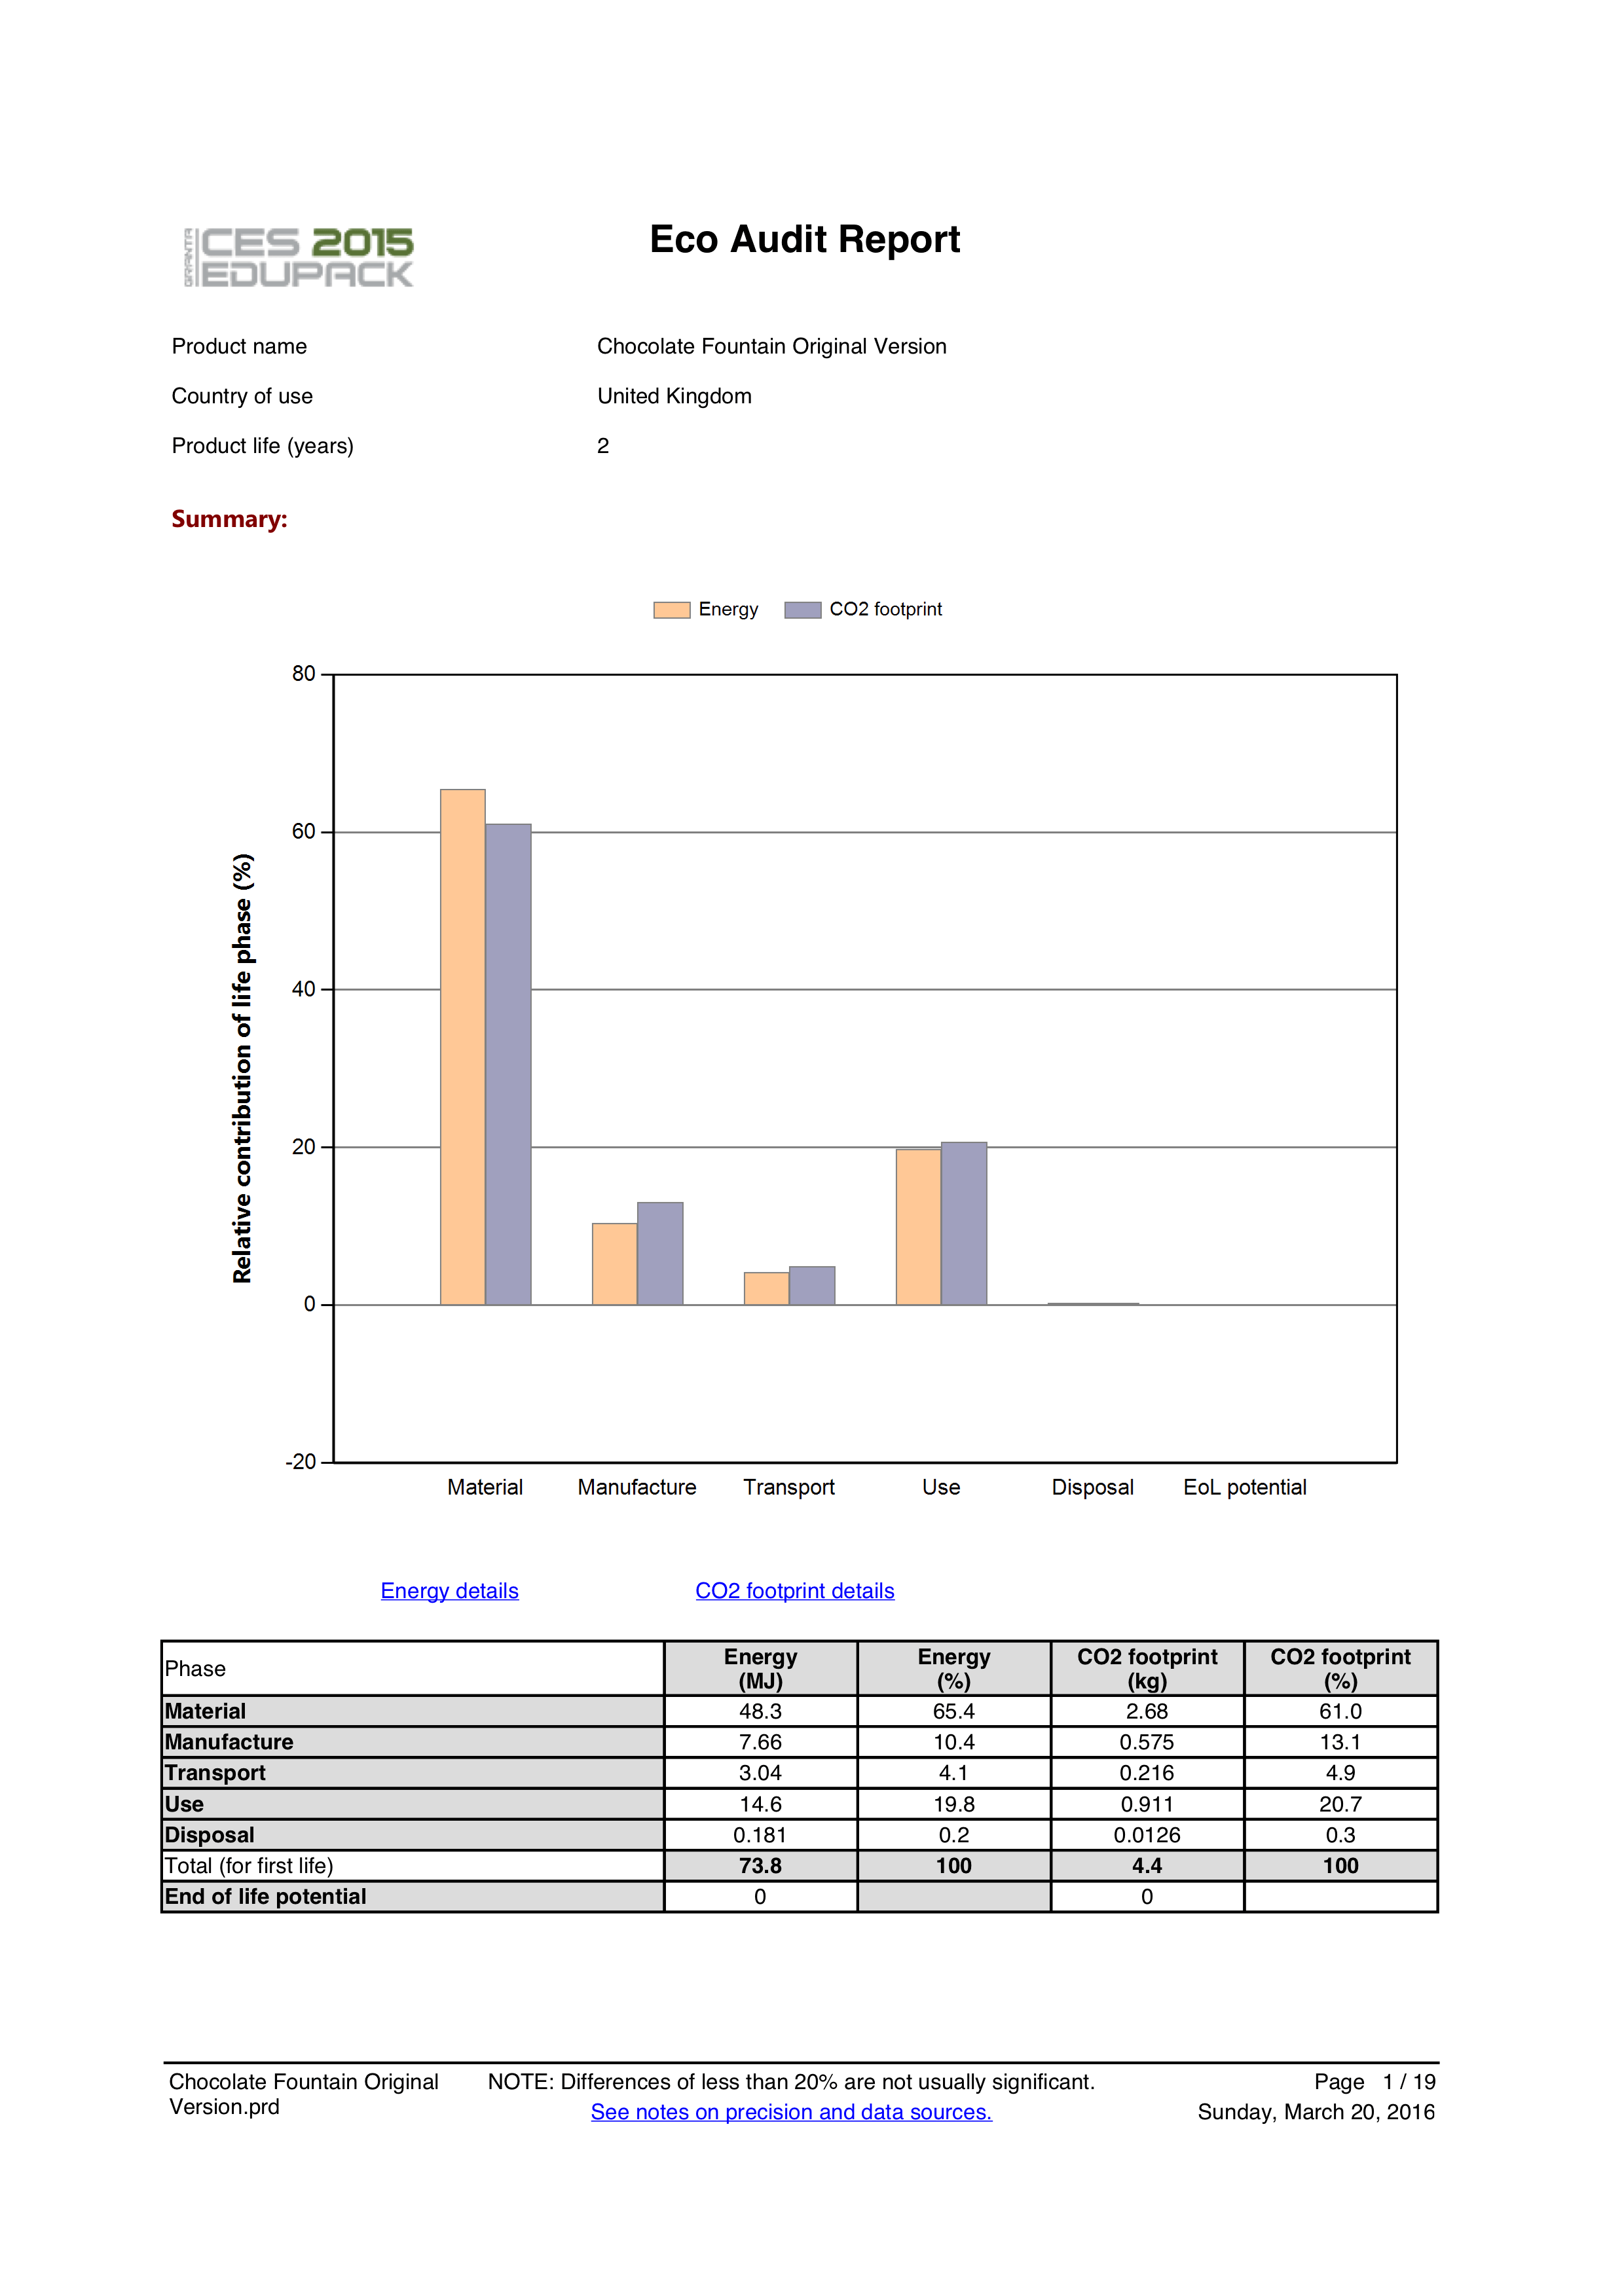 GRANTA
CES 2015
EDUPACK
Eco Audit Report
Product name Chocolate Fountain Original Version
Country of use United Kingdom
Product life (years) 2
Summary:
Energy CO2 footprint
Relative contribution of life phase (%)
80
60
40
20
0
-20
Material Manufacture Transport Use Disposal EoL potential
Energy details CO2 footprint details
Phase Energy (MJ) Energy (%) CO2 footprint (kg) CO2 footprint (%)
Material 48.3 65.4 2.68 61.0
Manufacture 7.66 10.4 0.575 13.1
Transport 3.04 4.1 0.216 4.9
Use 14.6 19.8 0.911 20.7
Disposal 0.181 0.2 0.0126 0.3
Total (for first life) 73.8 100 4.4 100
End of life potential 0 0
Chocolate Fountain Original Version.prd
NOTE: Differences of less than 20% are not usually significant.
See notes on precision and data sources.
Page 1 / 19
Sunday, March 20, 2016